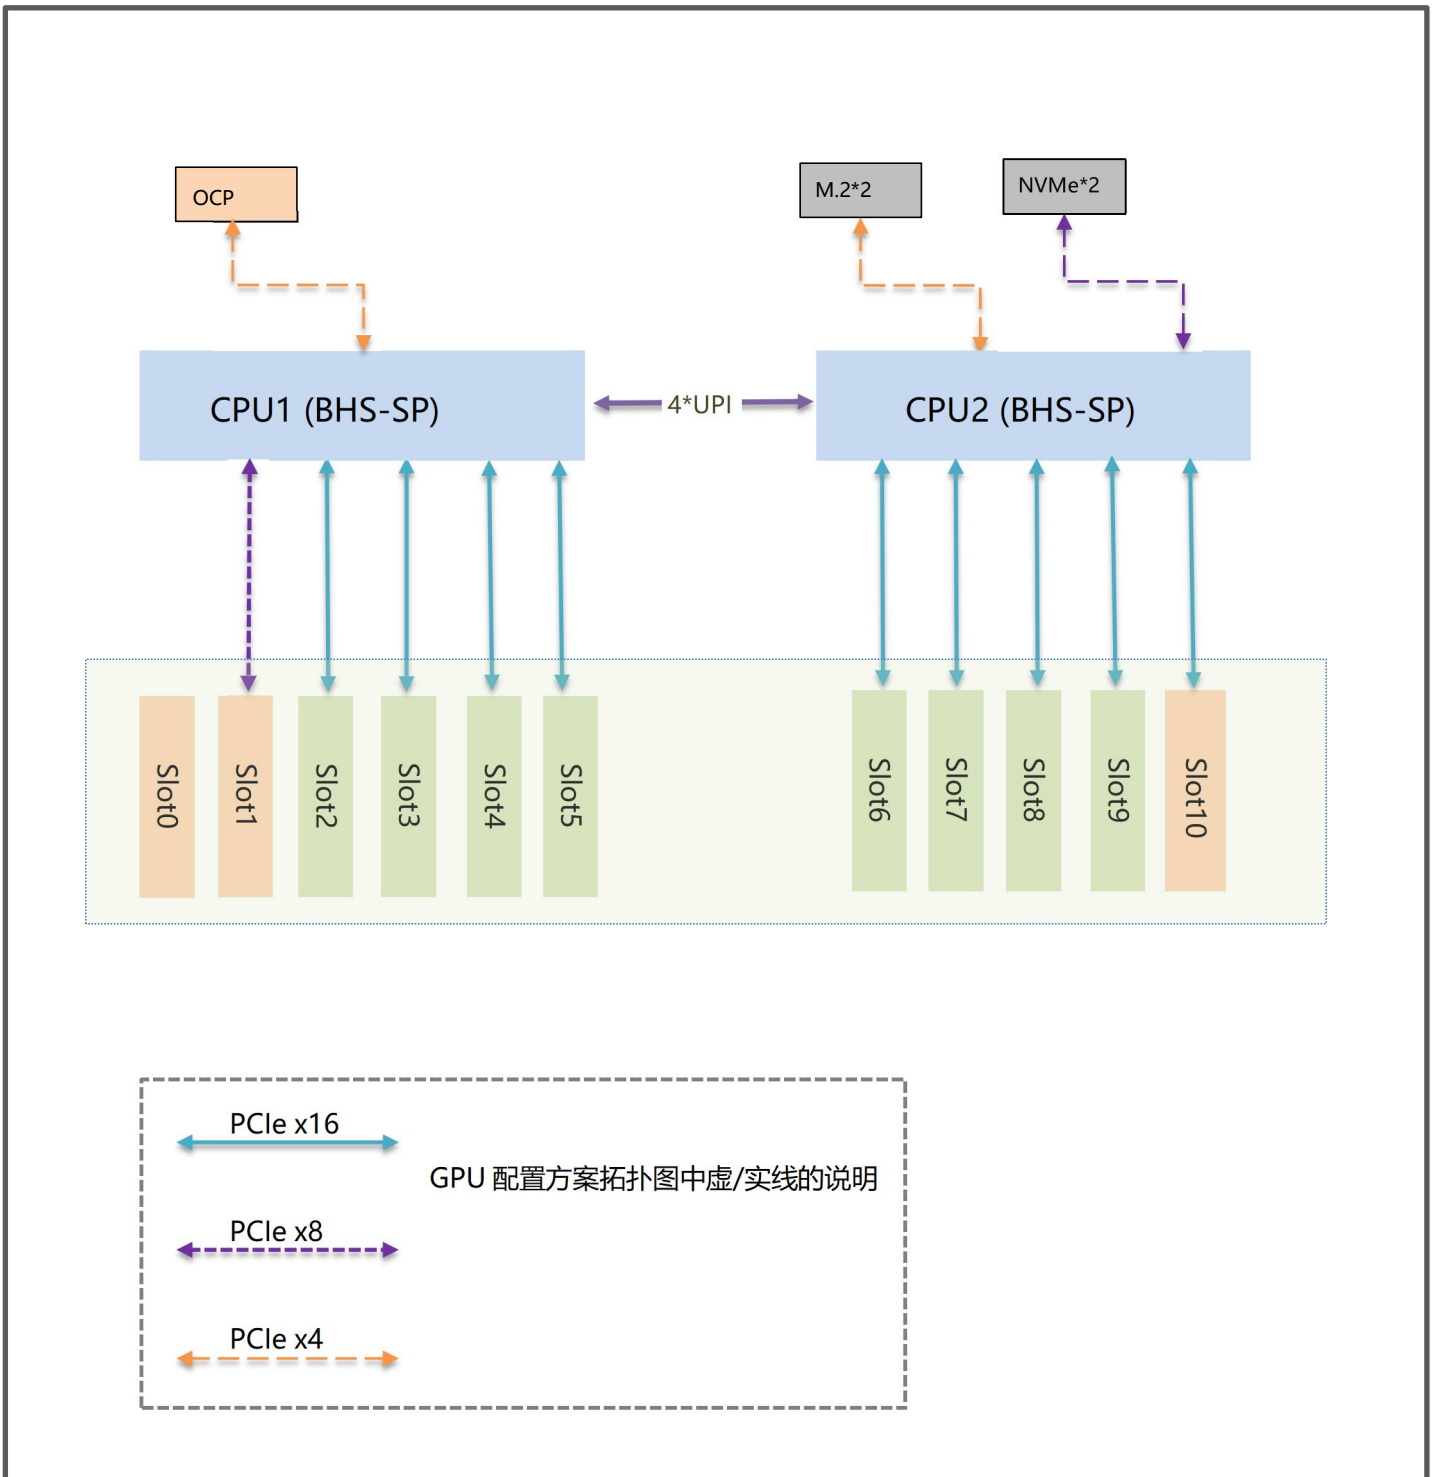 OCP
M.2*2
NVMe*2
CPU1 (BHS-SP)
4*UPI
CPU2 (BHS-SP)
Slot0
Slot1
Slot2
Slot3
Slot4
Slot5
Slot6
Slot7
Slot8
Slot9
Slot10
PCIe x16
GPU 配置方案拓扑图中虚/实线的说明
PCIe x8
PCIe x4